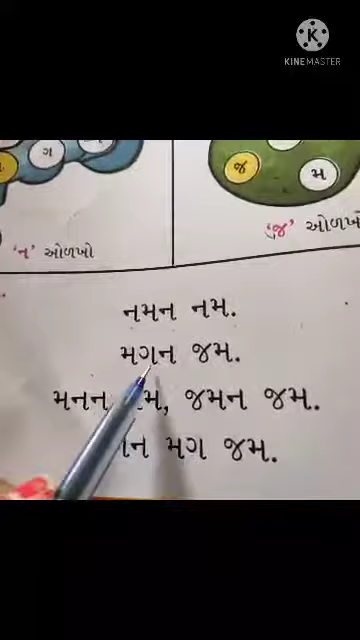 K
KINEMASTER
ગ
જ
મ
'ન' ઓળખો
'જ' ઓળખો
નમન નમ.
મગન જમ.
મનન જમન જમ.
મગ જમ.